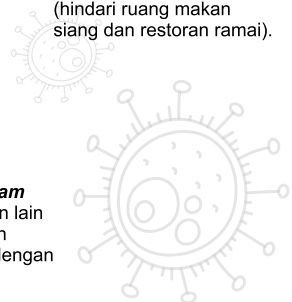 (hindari ruang makan
siang dan restoran ramai).
am
n lain
n
dengan